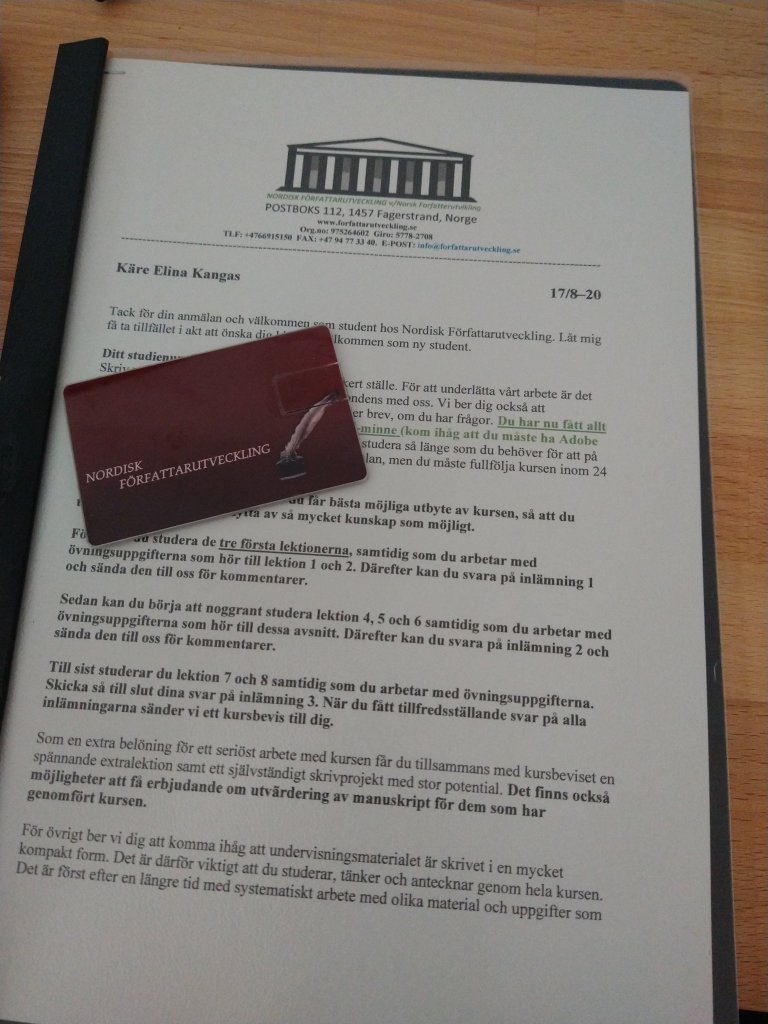 NORDISK FÖRFATTARUTVECKLING v/Norsk Forfatterutvikling
POSTBOKS 112, 1457 Fagerstrand, Norge
www.forfattarutveckling.se
Org.no: 975264602 Giro: 5778-2708
TLF: +4766915150 FAX: +47 94 77 33 40. E-POST: info@forfattarutveckling.se
Käre Elina Kangas
17/8–20
Tack för din anmälan och välkommen som student hos Nordisk Författarutveckling. Låt mig
få ta tillfället i akt att önska dig välkommen som ny student.
Ditt
ställe. För att underlätta vårt arbete är det
med oss. Vi ber dig också att
brev, om du har frågor. Du har nu fått allt
-minne (kom ihåg att du måste ha Adobe
studera så länge som du behöver för att på
men du måste fullfölja kursen inom 24
NORDISK
FÖRFATTARUTVECKLING
du får bästa möjliga utbyte av kursen, så att du
av så mycket kunskap som möjligt.
studera de tre första lektionerna, samtidig som du arbetar med
övningsuppgifterna som hör till lektion 1 och 2. Därefter kan du svara på inlämning 1
och sända den till oss för kommentarer.
Sedan kan du börja att noggrant studera lektion 4, 5 och 6 samtidig som du arbetar med
övningsuppgifterna som hör till dessa avsnitt. Därefter kan du svara på inlämning 2 och
sända den till oss för kommentarer.
Till sist studerar du lektion 7 och 8 samtidig som du arbetar med övningsuppgifterna.
Skicka så till slut dina svar på inlämning 3. När du fått tillfredsställande svar på alla
inlämningarna sänder vi ett kursbevis till dig.
Som en extra belöning för ett seriöst arbete med kursen får du tillsammans med kursbeviset en
spännande extralektion samt ett självständigt skrivprojekt med stor potential. Det finns också
möjligheter att få erbjudande om utvärdering av manuskript för dem som har
genomfört kursen.
För övrigt ber vi dig att komma ihåg att undervisningsmaterialet är skrivet i en mycket
kompakt form. Det är därför viktigt att du studerar, tänker och antecknar genom hela kursen.
Det är först efter en längre tid med systematiskt arbete med olika material och uppgifter som